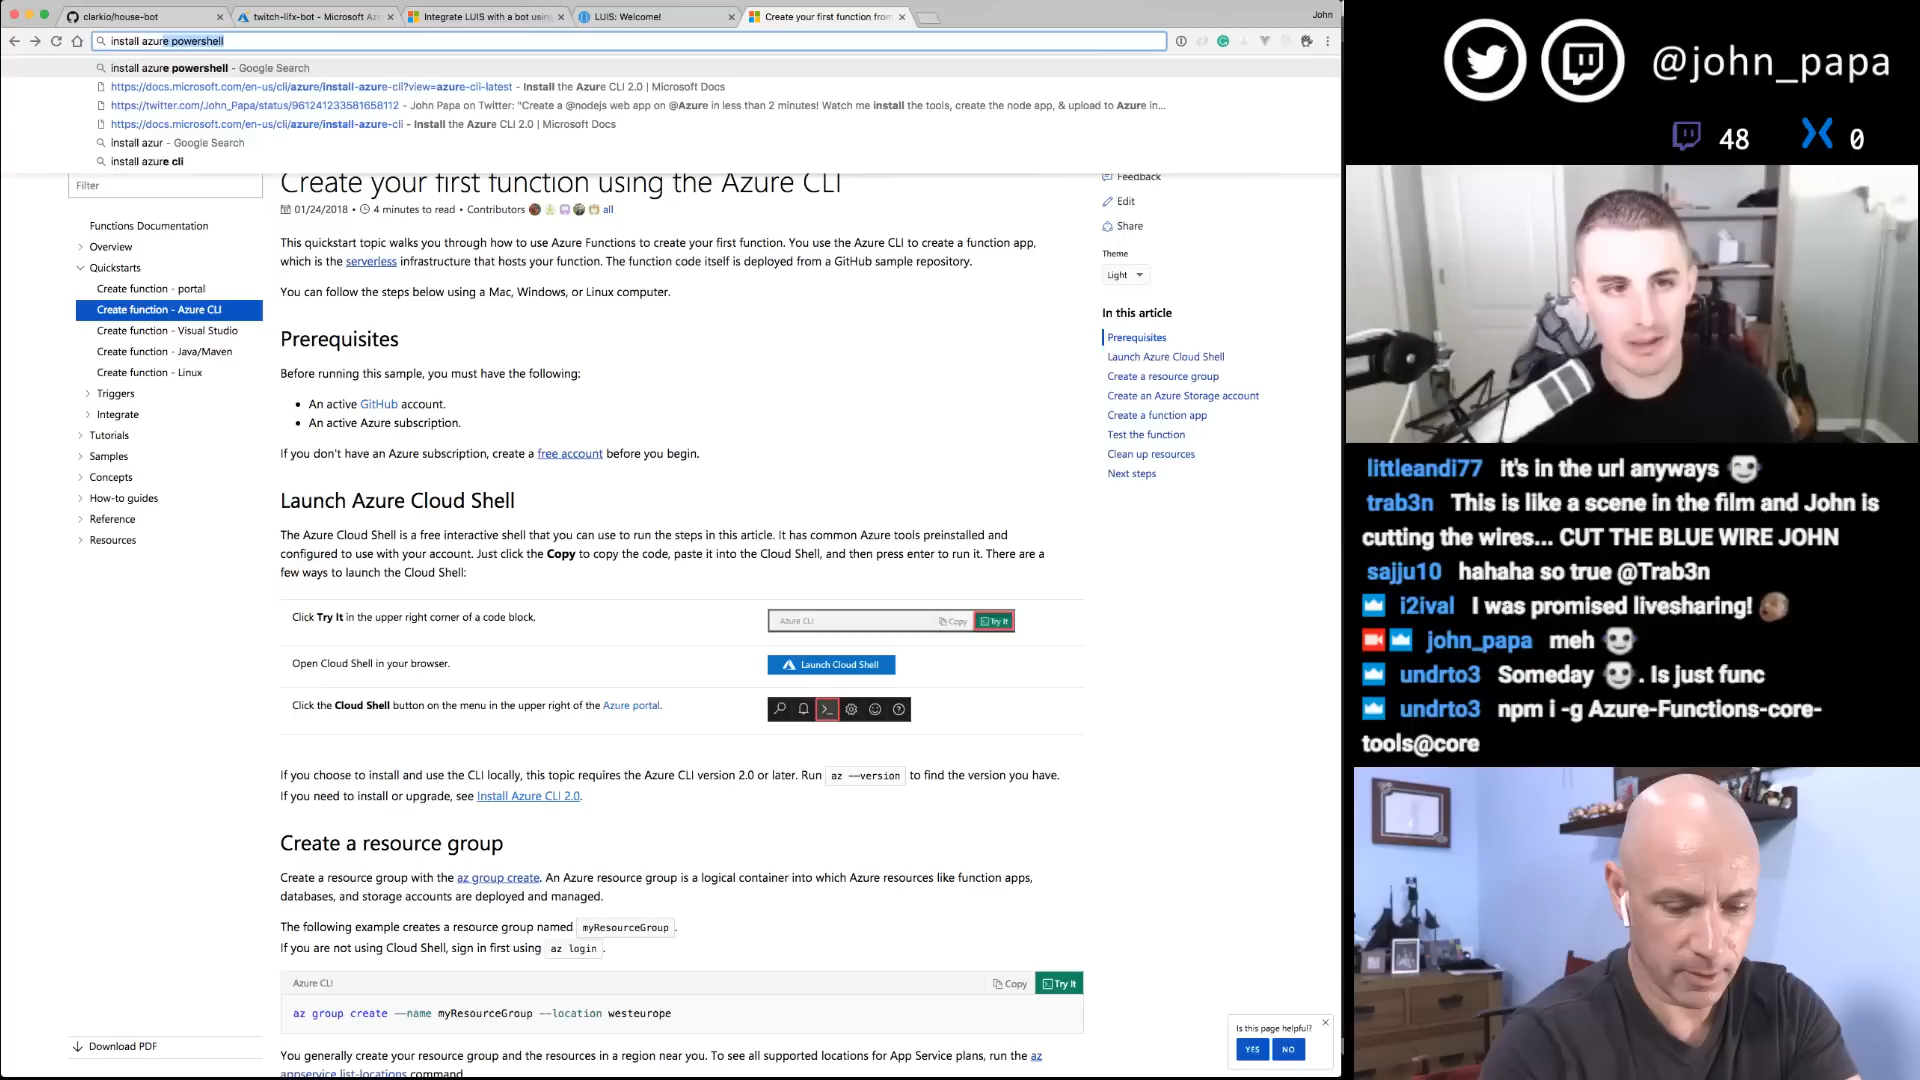 clarkio/house-bot
twitch-lifx-bot - Microsoft Az
Integrate LUIS with a bot using
LUIS: Welcome!
Create your first function from
John
install azure powershell
install azure powershell - Google Search
https://docs.microsoft.com/en-us/cli/azure/install-azure-cli?view=azure-cli-latest - Install the Azure CLI 2.0 | Microsoft Docs
https://twitter.com/John_Papa/status/961241233581658112 - John Papa on Twitter: "Create a @nodejs web app on @Azure in less than 2 minutes! Watch me install the tools, create the node app, & upload to Azure in...
https://docs.microsoft.com/en-us/cli/azure/install-azure-cli - Install the Azure CLI 2.0 | Microsoft Docs
install azur - Google Search
install azure cli
Filter
Functions Documentation
Overview
Quickstarts
Create function - portal
Create function - Azure CLI
Create function - Visual Studio
Create function - Java/Maven
Create function - Linux
Triggers
Integrate
Tutorials
Samples
Concepts
How-to guides
Reference
Resources
Download PDF
Create your first function using the Azure CLI
01/24/2018 • 4 minutes to read • Contributors all
This quickstart topic walks you through how to use Azure Functions to create your first function. You use the Azure CLI to create a function app,
which is the serverless infrastructure that hosts your function. The function code itself is deployed from a GitHub sample repository.
You can follow the steps below using a Mac, Windows, or Linux computer.
Prerequisites
Before running this sample, you must have the following:
• An active GitHub account.
• An active Azure subscription.
If you don't have an Azure subscription, create a free account before you begin.
Launch Azure Cloud Shell
The Azure Cloud Shell is a free interactive shell that you can use to run the steps in this article. It has common Azure tools preinstalled and
configured to use with your account. Just click the Copy to copy the code, paste it into the Cloud Shell, and then press enter to run it. There are a
few ways to launch the Cloud Shell:
Click Try It in the upper right corner of a code block.
Azure CLI Copy Try It
Open Cloud Shell in your browser.
Launch Cloud Shell
Click the Cloud Shell button on the menu in the upper right of the Azure portal.
If you choose to install and use the CLI locally, this topic requires the Azure CLI version 2.0 or later. Run az --version to find the version you have.
If you need to install or upgrade, see Install Azure CLI 2.0.
Create a resource group
Create a resource group with the az group create. An Azure resource group is a logical container into which Azure resources like function apps,
databases, and storage accounts are deployed and managed.
The following example creates a resource group named myResourceGroup.
If you are not using Cloud Shell, sign in first using az login.
Azure CLI Copy Try It
az group create --name myResourceGroup --location westeurope
You generally create your resource group and the resources in a region near you. To see all supported locations for App Service plans, run the az
appservice list-locations command.
Feedback
Edit
Share
Theme
Light
In this article
Prerequisites
Launch Azure Cloud Shell
Create a resource group
Create an Azure Storage account
Create a function app
Test the function
Clean up resources
Next steps
Is this page helpful?
YES NO
@john_papa
48 0
littleandi77 it's in the url anyways
trab3n This is like a scene in the film and John is
cutting the wires... CUT THE BLUE WIRE JOHN
sajju10 hahaha so true @Trab3n
i2ival I was promised livesharing!
john_papa meh
undrto3 Someday . Is just func
undrto3 npm i -g Azure-Functions-core-
tools@core